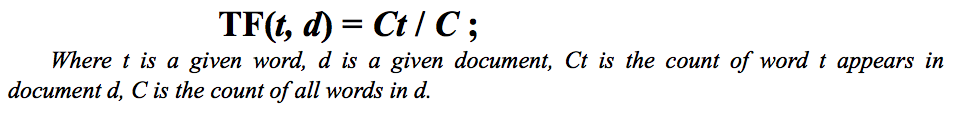 TF(t, d) = Ct / C ;
Where t is a given word, d is a given document, Ct is the count of word t appears in
document d, C is the count of all words in d.